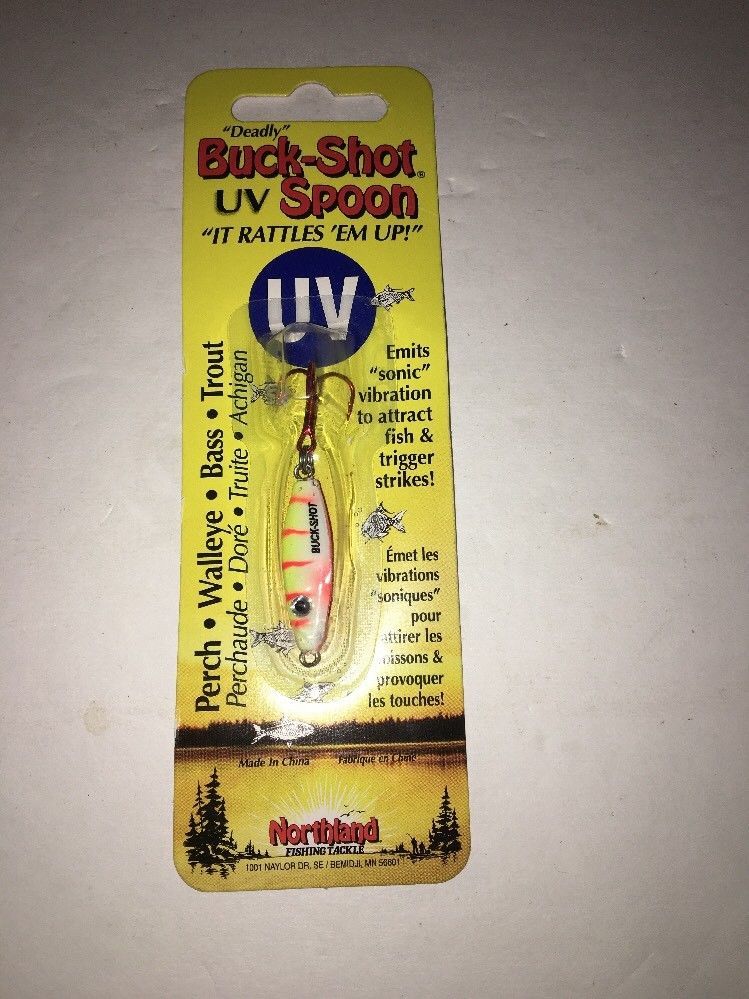 "Deadly"
Buck-Shot®
UV Spoon
"IT RATTLES 'EM UP!"
UV
Emits
"sonic"
vibration
to attract
fish &
trigger
strikes!
Perch • Walleye • Bass • Trout
Perchaude • Doré • Truite • Achigan
BUCK-SHOT
Émet les
vibrations
"soniques"
pour
attirer les
poissons &
provoquer
les touches!
Made In China
Fabrique en Chine
Northland
FISHING TACKLE
1001 NAYLOR DR. SE / BEMIDJI, MN 56601